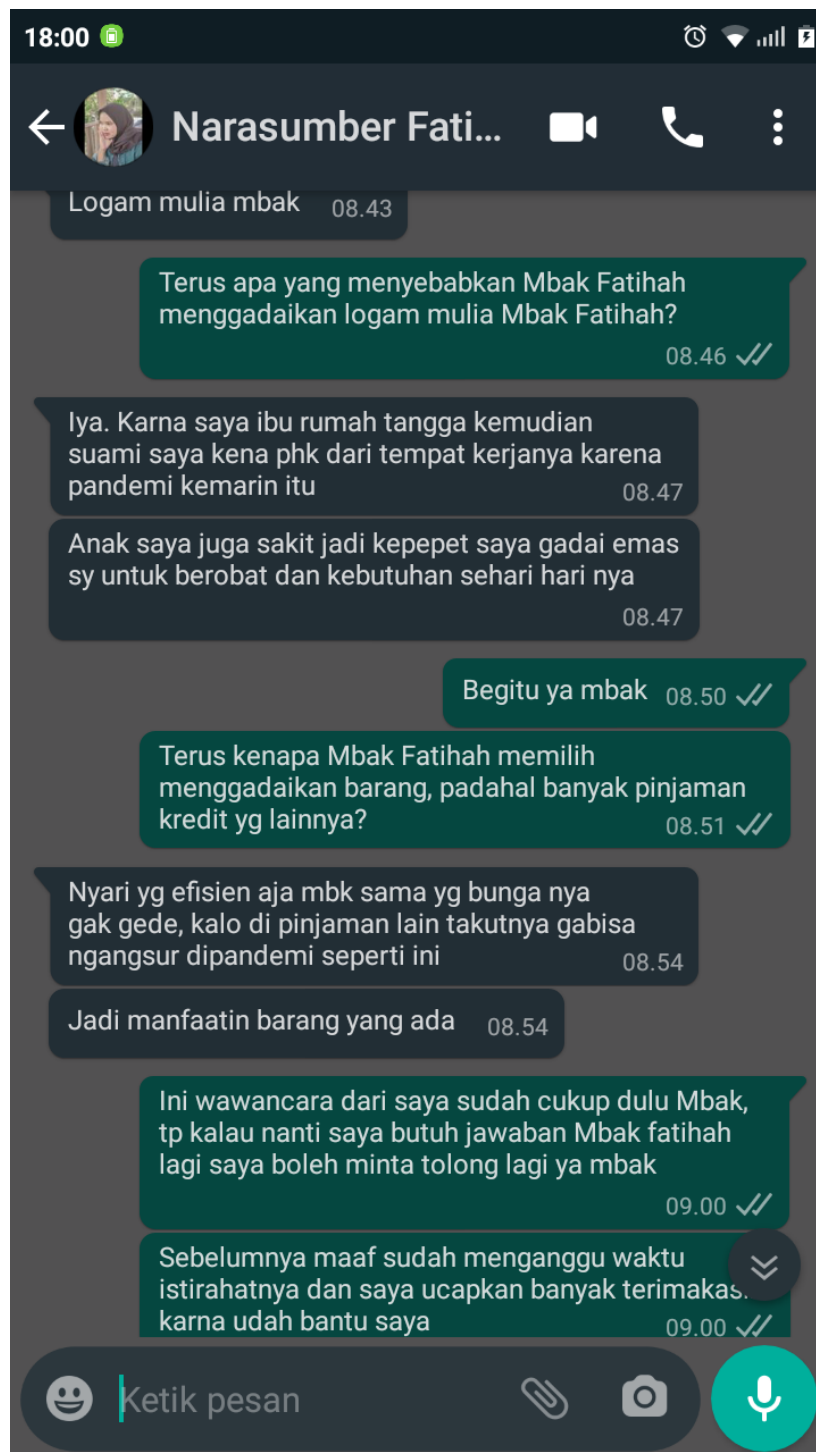 18:00
Narasumber Fati...
Logam mulia mbak 08.43
Terus apa yang menyebabkan Mbak Fatihah
menggadaikan logam mulia Mbak Fatihah?
08.46
Iya. Karna saya ibu rumah tangga kemudian
suami saya kena phk dari tempat kerjanya karena
pandemi kemarin itu 08.47
Anak saya juga sakit jadi kepepet saya gadai emas
sy untuk berobat dan kebutuhan sehari hari nya
08.47
Begitu ya mbak 08.50
Terus kenapa Mbak Fatihah memilih
menggadaikan barang, padahal banyak pinjaman
kredit yg lainnya? 08.51
Nyari yg efisien aja mbk sama yg bunga nya
gak gede, kalo di pinjaman lain takutnya gabisa
ngangsur dipandemi seperti ini 08.54
Jadi manfaatin barang yang ada 08.54
Ini wawancara dari saya sudah cukup dulu Mbak,
tp kalau nanti saya butuh jawaban Mbak fatihah
lagi saya boleh minta tolong lagi ya mbak
09.00
Sebelumnya maaf sudah menganggu waktu
istirahatnya dan saya ucapkan banyak terimakas
karna udah bantu saya 09.00
Ketik pesan